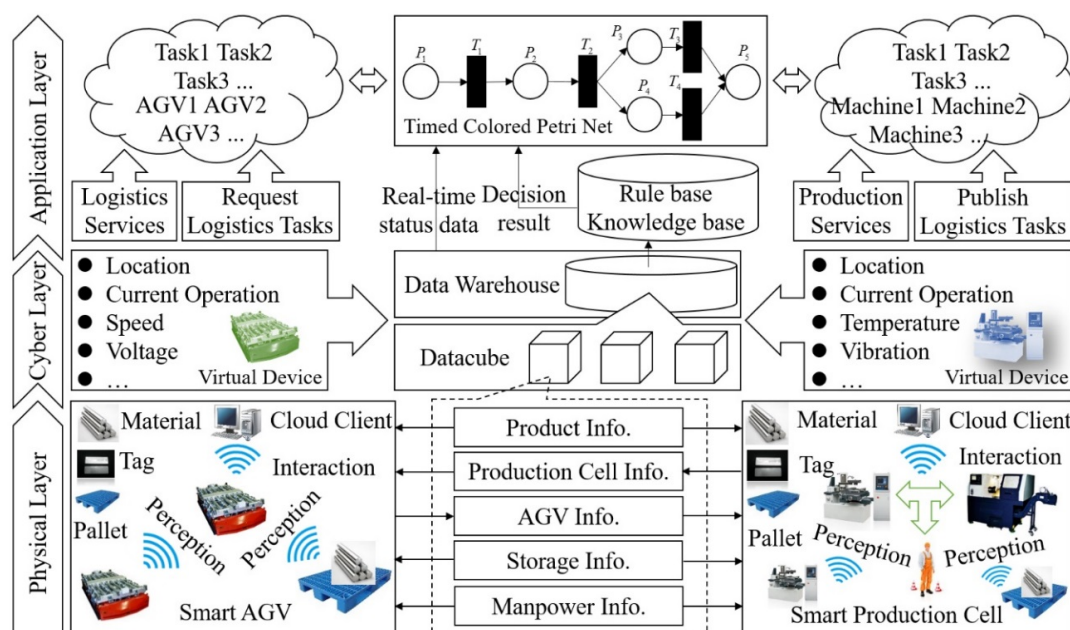 Application Layer
Task1 Task2
Task3 ...
AGV1 AGV2
AGV3 ...
P1
T1
P2
T2
P3
T3
P4
T4
P5
Timed Colored Petri Net
Task1 Task2
Task3 ...
Machine1 Machine2
Machine3 ...
Logistics
Services
Request
Logistics Tasks
Real-time
status data
Decision
result
Rule base
Knowledge base
Production
Services
Publish
Logistics Tasks
Cyber Layer
Location
Current Operation
Speed
Voltage
...
Virtual Device
Data Warehouse
Datacube
Location
Current Operation
Temperature
Vibration
...
Virtual Device
Physical Layer
Material
Cloud Client
Tag
Interaction
Pallet
Perception
Perception
Smart AGV
Product Info.
Production Cell Info.
AGV Info.
Storage Info.
Manpower Info.
Material
Cloud Client
Tag
Interaction
Pallet
Perception
Perception
Smart Production Cell